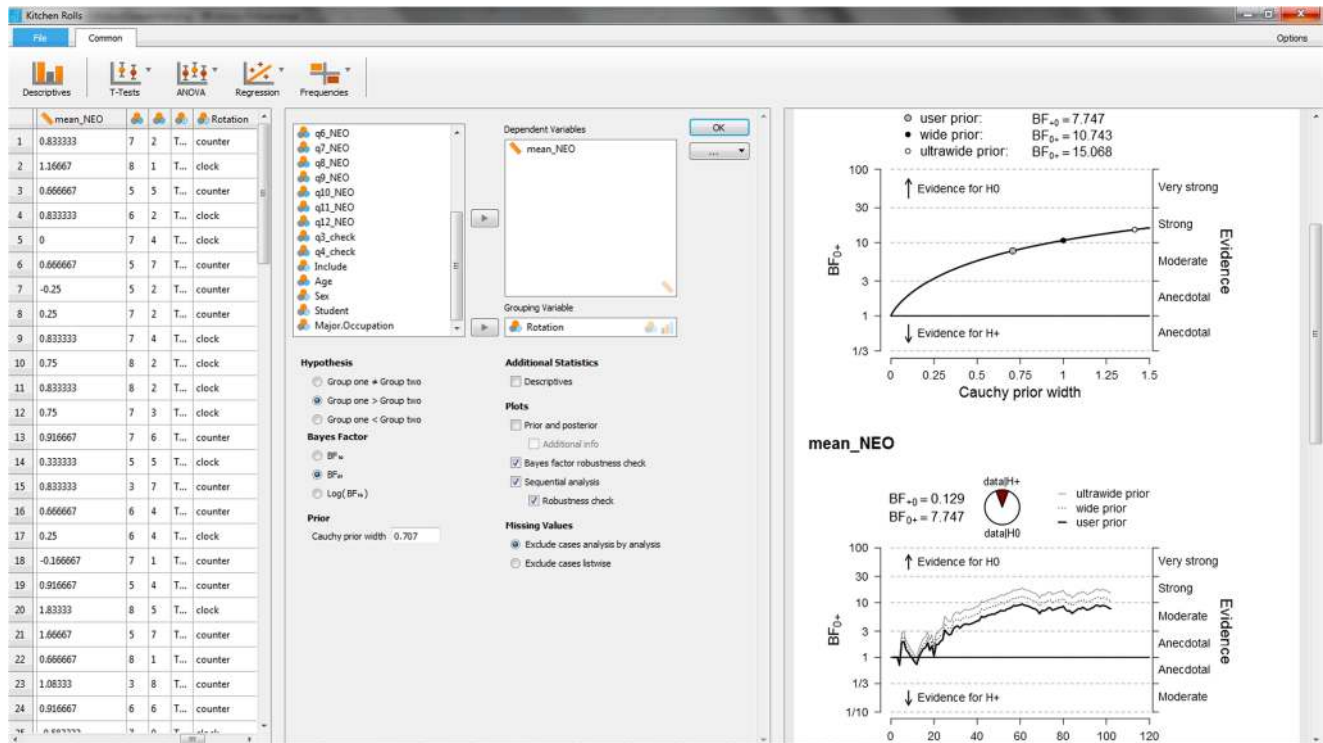 Kitchen Rolls
File Common Options
Descriptives T-Tests ANOVA Regression Frequencies
mean_NEO Rotation
1 0.833333 7 2 T... counter
2 1.16667 8 1 T... clock
3 0.666667 5 5 T... counter
4 0.833333 6 2 T... clock
5 0 7 4 T... clock
6 0.666667 5 7 T... counter
7 -0.25 5 2 T... counter
8 0.25 7 2 T... counter
9 0.833333 7 4 T... clock
10 0.75 8 2 T... clock
11 0.833333 8 2 T... clock
12 0.75 7 3 T... clock
13 0.916667 7 6 T... counter
14 0.333333 5 5 T... clock
15 0.833333 3 7 T... counter
16 0.666667 6 4 T... counter
17 0.25 6 4 T... clock
18 -0.166667 7 1 T... counter
19 0.916667 5 4 T... counter
20 1.83333 8 5 T... clock
21 1.66667 5 7 T... counter
22 0.666667 8 1 T... counter
23 1.08333 3 8 T... counter
24 0.916667 6 6 T... counter
q6_NEO
q7_NEO
q8_NEO
q9_NEO
q10_NEO
q11_NEO
q12_NEO
q3_check
q4_check
Include
Age
Sex
Student
Major.Occupation
Dependent Variables
mean_NEO
OK
...
Grouping Variable
Rotation
Hypothesis
Group one ≠ Group two
Group one > Group two
Group one < Group two
Bayes Factor
BF₁₀
BF₀₁
Log(BF₁₀)
Prior
Cauchy prior width 0.707
Additional Statistics
Descriptives
Plots
Prior and posterior
Additional info
Bayes factor robustness check
Sequential analysis
Robustness check
Missing Values
Exclude cases analysis by analysis
Exclude cases listwise
user prior: BF₊₀ = 7.747
wide prior: BF₀₊ = 10.743
ultrawide prior: BF₀₊ = 15.068
100
30
10
3
1
1/3
BF₀₊
Evidence for H0
Evidence for H+
Very strong
Strong
Moderate
Anecdotal
Anecdotal
Evidence
0 0.25 0.5 0.75 1 1.25 1.5
Cauchy prior width
mean_NEO
BF₊₀ = 0.129
BF₀₊ = 7.747
data|H+
data|H0
ultrawide prior
wide prior
user prior
100
30
10
3
1
1/3
1/10
BF₀₊
Evidence for H0
Evidence for H+
Very strong
Strong
Moderate
Anecdotal
Anecdotal
Moderate
Evidence
0 20 40 60 80 100 120